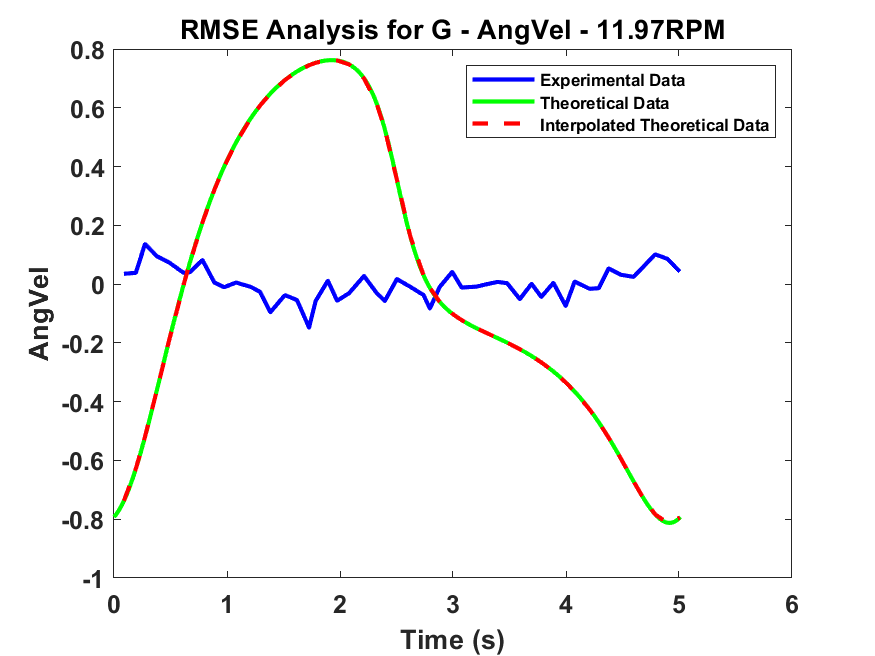 RMSE Analysis for G - AngVel - 11.97RPM
Experimental Data
Theoretical Data
Interpolated Theoretical Data
AngVel
0.8
0.6
0.4
0.2
0
-0.2
-0.4
-0.6
-0.8
-1
0 1 2 3 4 5 6
Time (s)